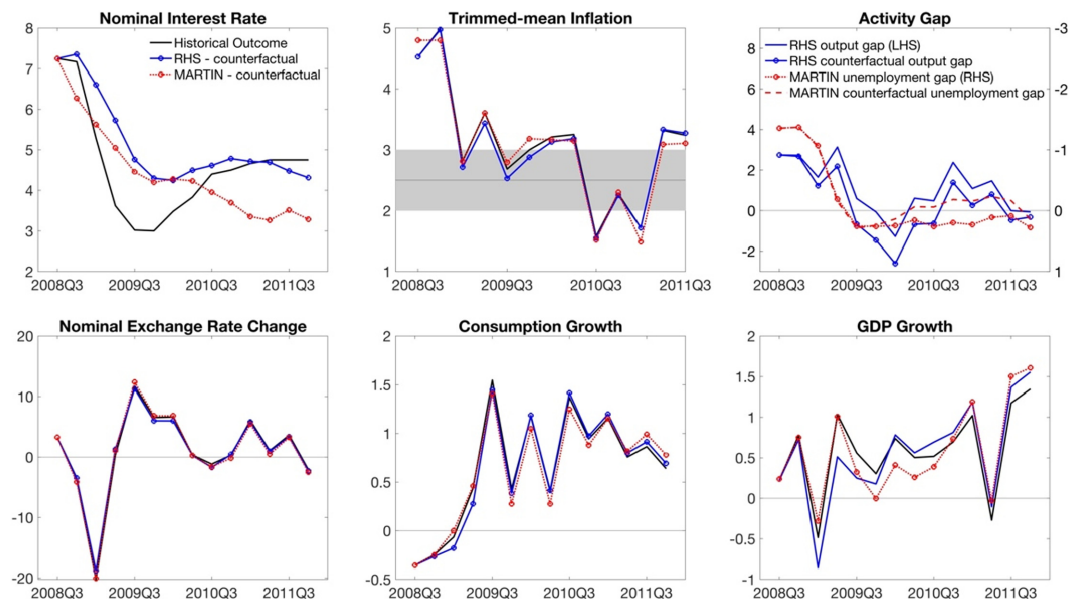 Nominal Interest Rate
8
7
6
5
4
3
2
Historical Outcome
RHS - counterfactual
MARTIN - counterfactual
2008Q3 2009Q3 2010Q3 2011Q3
Trimmed-mean Inflation
5
4
3
2
1
2008Q3 2009Q3 2010Q3 2011Q3
Activity Gap
8
6
4
2
0
-2
-3
-2
-1
0
1
RHS output gap (LHS)
RHS counterfactual output gap
MARTIN unemployment gap (RHS)
MARTIN counterfactual unemployment gap
2008Q3 2009Q3 2010Q3 2011Q3
Nominal Exchange Rate Change
20
10
0
-10
-20
2008Q3 2009Q3 2010Q3 2011Q3
Consumption Growth
2
1.5
1
0.5
0
-0.5
2008Q3 2009Q3 2010Q3 2011Q3
GDP Growth
2
1.5
1
0.5
0
-0.5
-1
2008Q3 2009Q3 2010Q3 2011Q3